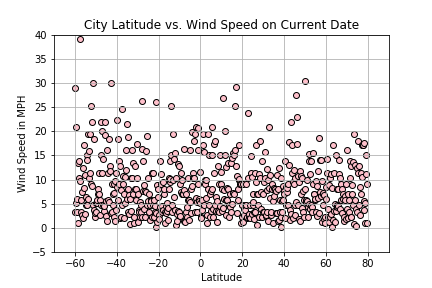 City Latitude vs. Wind Speed on Current Date
Wind Speed in MPH
40
35
30
25
20
15
10
5
0
−5
−60 −40 −20 0 20 40 60 80
Latitude